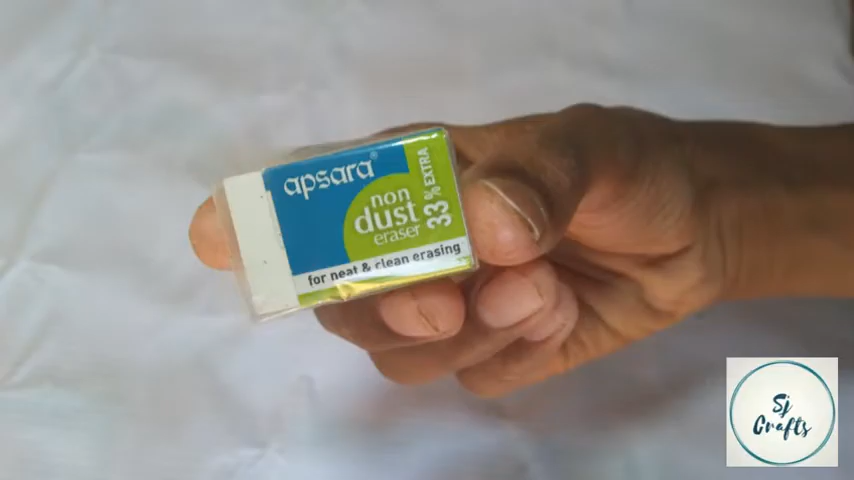 apsara®
non
dust
eraser
33% EXTRA
for neat & clean erasing
Sj
Crafts